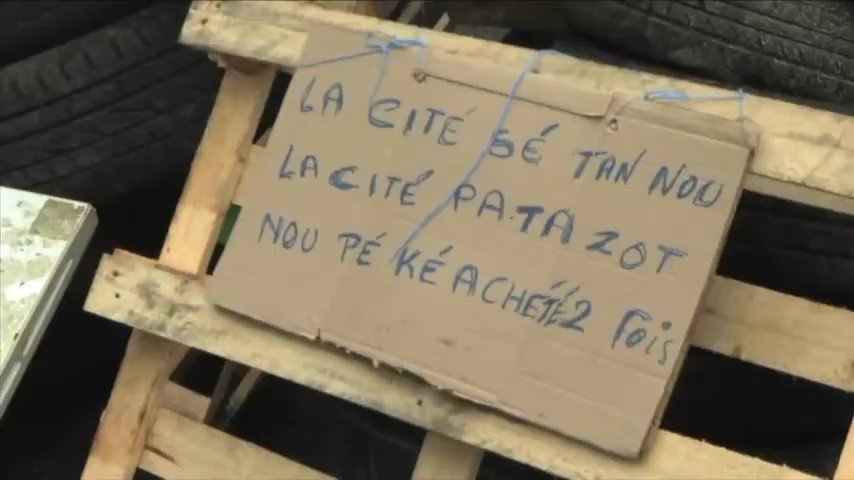 LA CITÉ SÉ TAN NOU
LA CITÉ PA.TA ZOT
NOU PÉ KÉ ACHETÉ 2 Fois